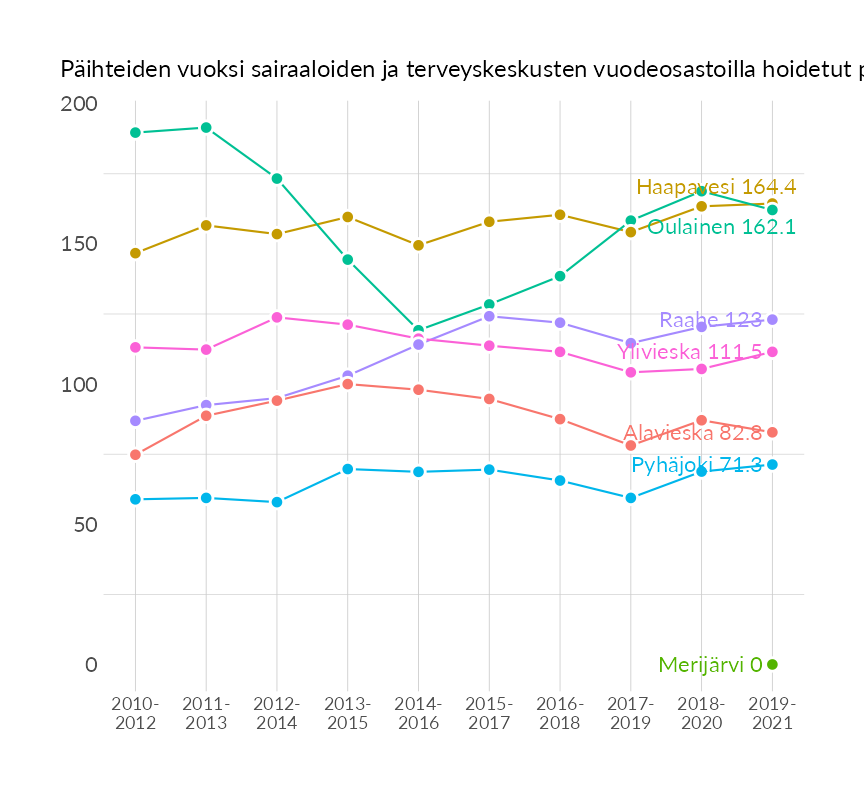 Päihteiden vuoksi sairaaloiden ja terveyskeskusten vuodeosastoilla hoidetut
200
150
100
50
0
Haapavesi 164.4
Oulainen 162.1
Raahe 123
Ylivieska 111.5
Alavieska 82.8
Pyhäjoki 71.3
Merijärvi 0
2010- 2011- 2012- 2013- 2014- 2015- 2016- 2017- 2018- 2019-
2012 2013 2014 2015 2016 2017 2018 2019 2020 2021